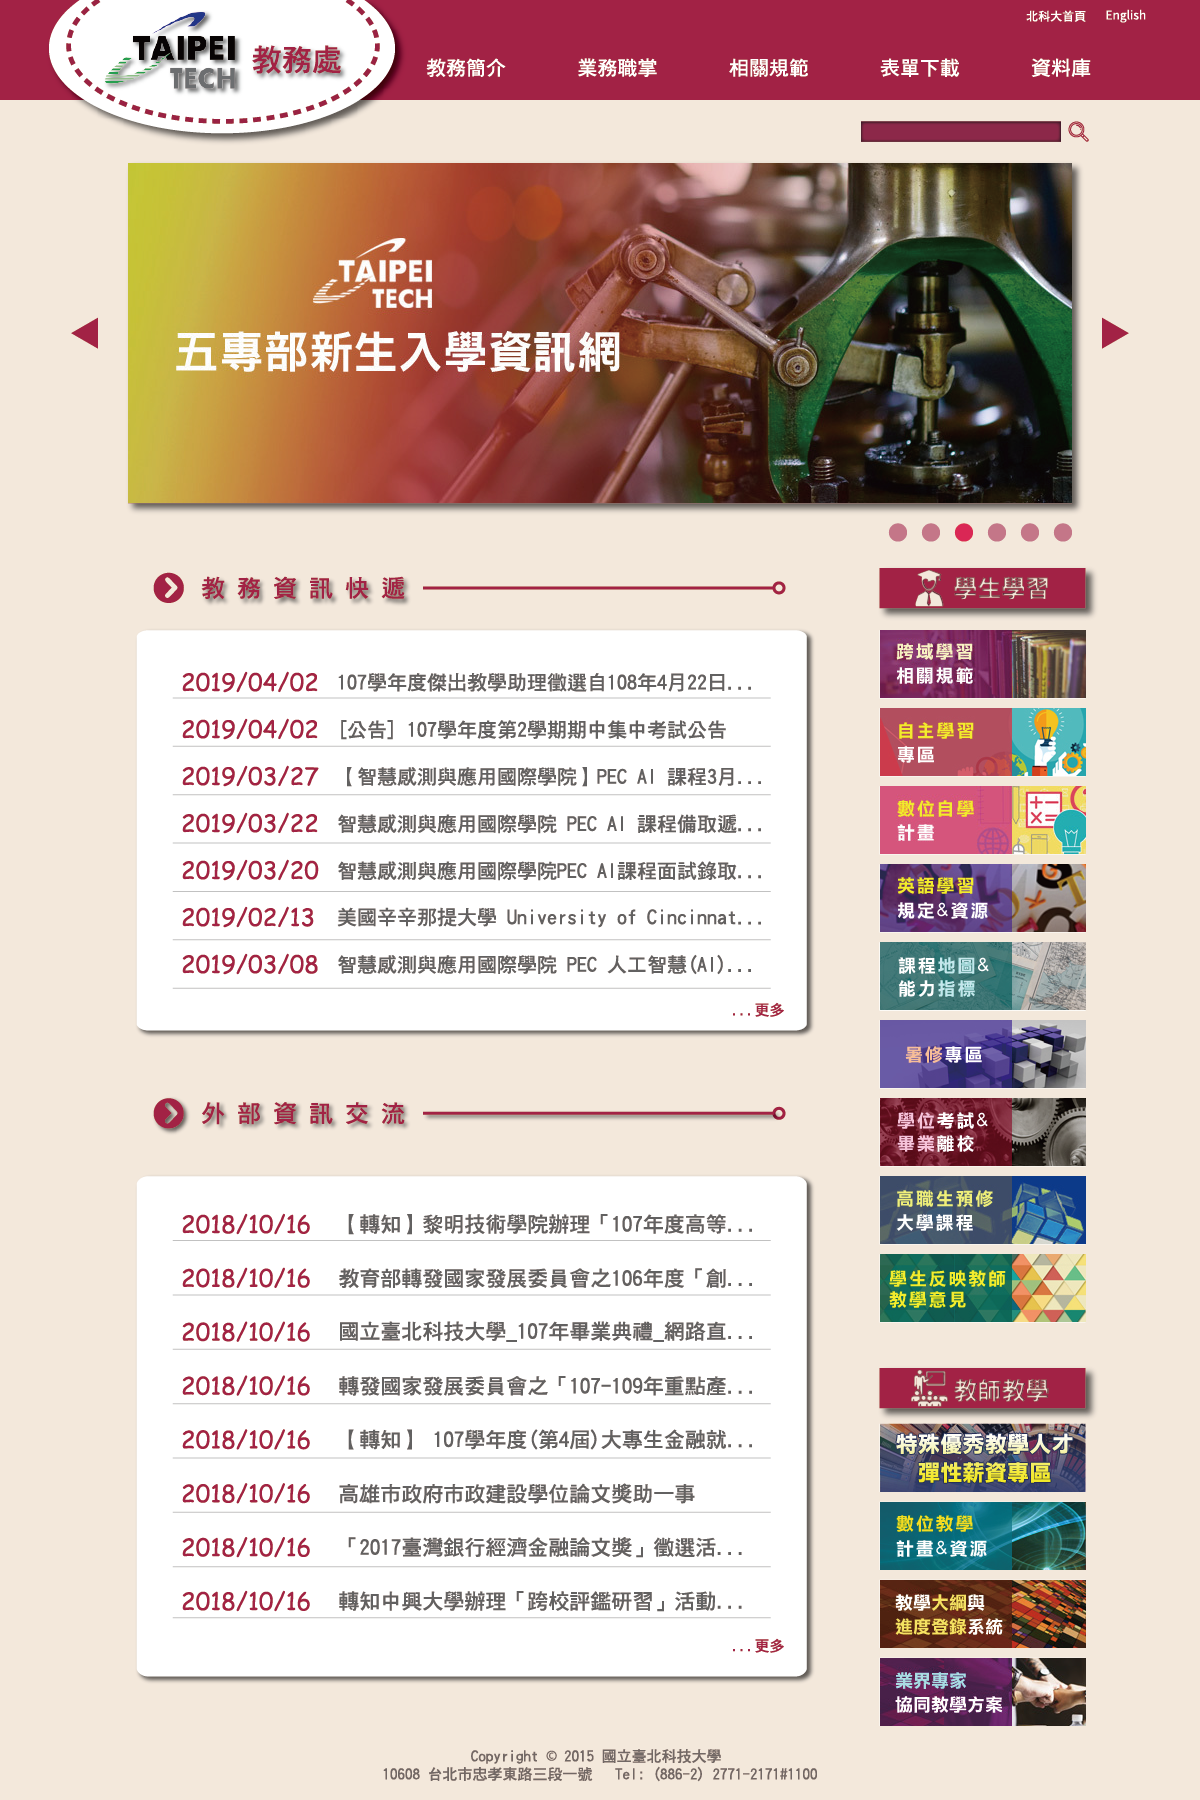 北科大首頁 English
TAIPEI
TECH
教務處
教務簡介 業務職掌 相關規範 表單下載 資料庫
TAIPEI
TECH
五專部新生入學資訊網
教務資訊快遞
2019/04/02 107學年度傑出教學助理徵選自108年4月22日...
2019/04/02 [公告] 107學年度第2學期期中集中考試公告
2019/03/27 【智慧感測與應用國際學院】PEC AI 課程3月...
2019/03/22 智慧感測與應用國際學院 PEC AI 課程備取遞...
2019/03/20 智慧感測與應用國際學院PEC AI課程面試錄取...
2019/02/13 美國辛辛那提大學 University of Cincinnat...
2019/03/08 智慧感測與應用國際學院 PEC 人工智慧(AI)...
...更多
外部資訊交流
2018/10/16 【轉知】黎明技術學院辦理「107年度高等...
2018/10/16 教育部轉發國家發展委員會之106年度「創...
2018/10/16 國立臺北科技大學_107年畢業典禮_網路直...
2018/10/16 轉發國家發展委員會之「107-109年重點產...
2018/10/16 【轉知】 107學年度(第4屆)大專生金融就...
2018/10/16 高雄市政府市政建設學位論文獎助一事
2018/10/16 「2017臺灣銀行經濟金融論文獎」徵選活...
2018/10/16 轉知中興大學辦理「跨校評鑑研習」活動...
...更多
學生學習
跨域學習
相關規範
自主學習
專區
數位自學
計畫
英語學習
規定&資源
課程地圖&
能力指標
暑修專區
學位考試&
畢業離校
高職生預修
大學課程
學生反映教師
教學意見
教師教學
特殊優秀教學人才
彈性薪資專區
數位教學
計畫&資源
教學大綱與
進度登錄系統
業界專家
協同教學方案
Copyright © 2015 國立臺北科技大學
10608 台北市忠孝東路三段一號 Tel: (886-2) 2771-2171#1100